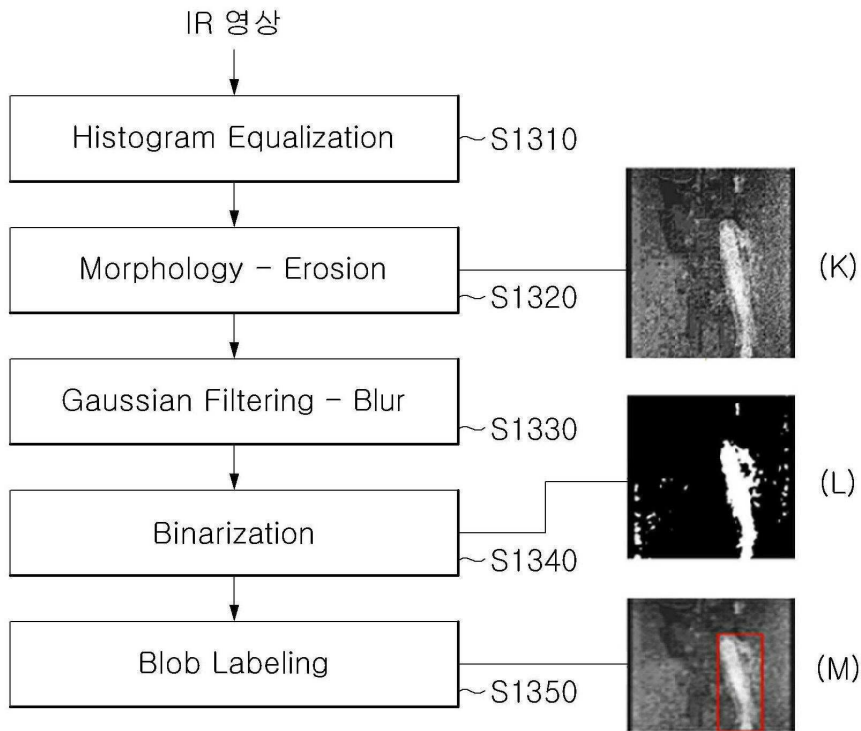 IR 영상
Histogram Equalization
S1310
Morphology - Erosion
S1320
(K)
Gaussian Filtering - Blur
S1330
Binarization
S1340
(L)
Blob Labeling
S1350
(M)